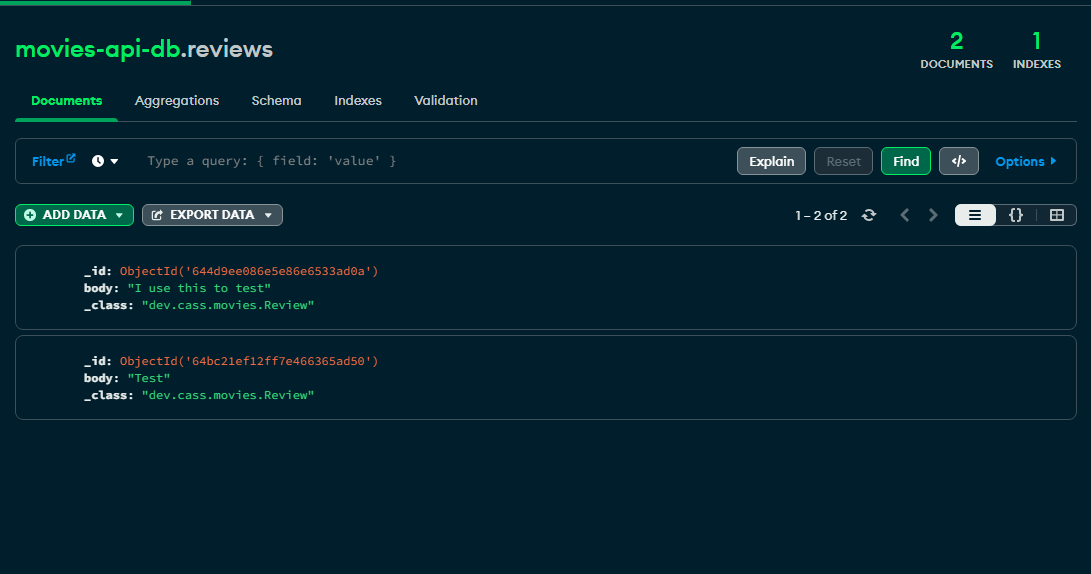 movies-api-db.reviews
2 DOCUMENTS
1 INDEXES
Documents Aggregations Schema Indexes Validation
Filter Type a query: { field: 'value' } Explain Reset Find </> Options
ADD DATA EXPORT DATA 1 – 2 of 2 {}
_id: ObjectId('644d9ee086e5e86e6533ad0a')
body: "I use this to test"
_class: "dev.cass.movies.Review"
_id: ObjectId('64bc21ef12ff7e466365ad50')
body: "Test"
_class: "dev.cass.movies.Review"